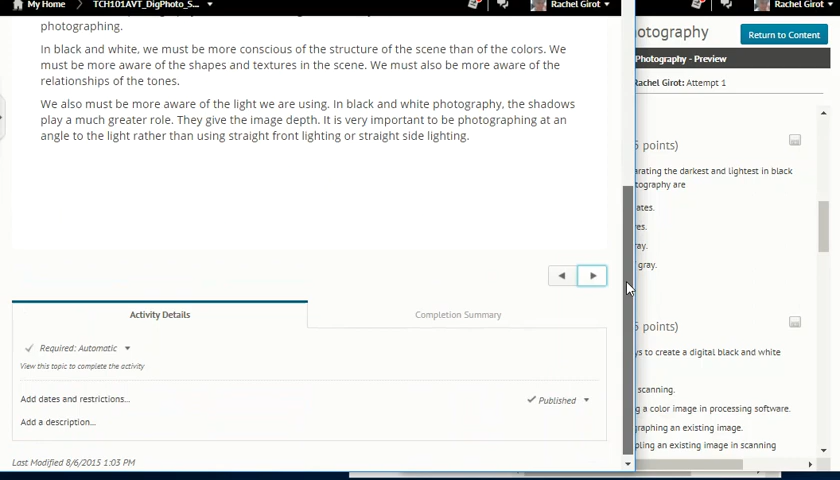 My Home
TCH101AVT_DigPhoto_S...
Rachel Girot
Rachel Girot
photographing.
In black and white, we must be more conscious of the structure of the scene than of the colors. We
must be more aware of the shapes and textures in the scene. We must also be more aware of the
relationships of the tones.
We also must be more aware of the light we are using. In black and white photography, the shadows
play a much greater role. They give the image depth. It is very important to be photographing at an
angle to the light rather than using straight front lighting or straight side lighting.
Activity Details
Completion Summary
Required: Automatic
View this topic to complete the activity
Add dates and restrictions...
Published
Add a description...
Last Modified 8/6/2015 1:03 PM
otography
Return to Content
Photography - Preview
Rachel Girot: Attempt 1
points)
arating the darkest and lightest in black
tography are
ates.
es.
ray.
gray.
points)
ys to create a digital black and white
scanning.
g a color image in processing software.
graphing an existing image.
pling an existing image in scanning